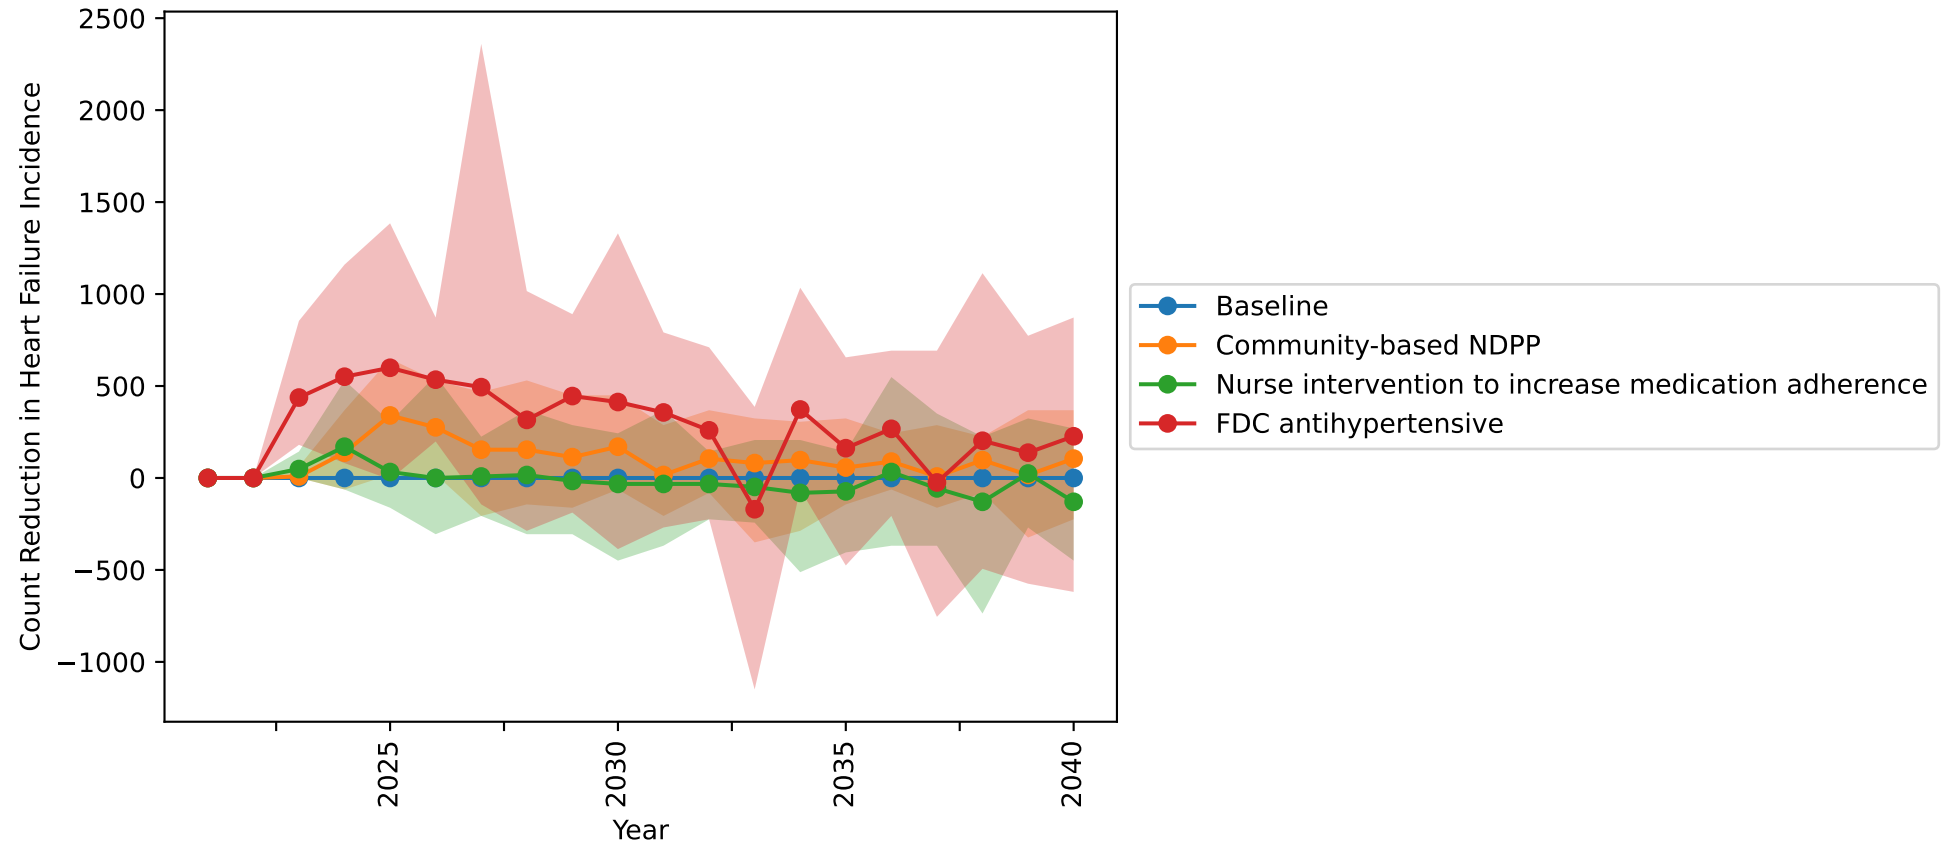 Count Reduction in Heart Failure Incidence
2500
2000
1500
1000
500
0
−500
−1000
2025
2030
2035
2040
Year
Baseline
Community-based NDPP
Nurse intervention to increase medication adherence
FDC antihypertensive